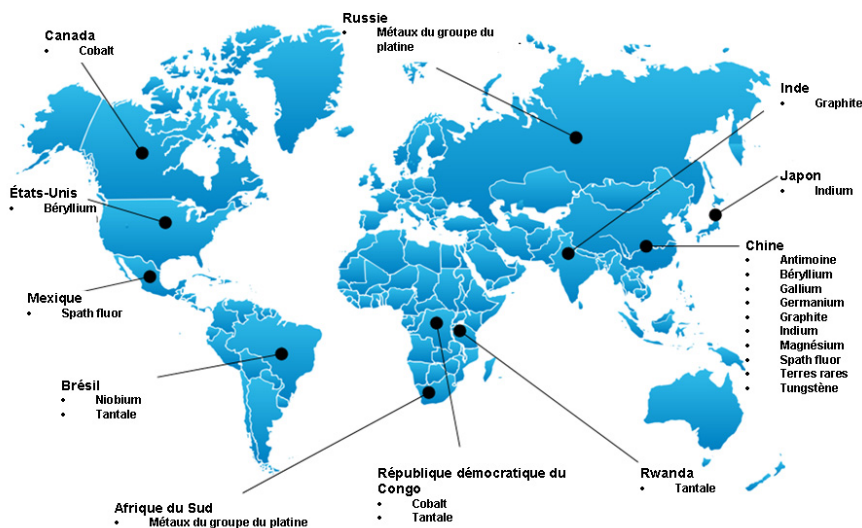 Russie
• Métaux du groupe du
platine
Canada
• Cobalt
Inde
• Graphite
États-Unis
• Béryllium
Japon
• Indium
Chine
• Antimoine
• Béryllium
• Gallium
• Germanium
• Graphite
• Indium
• Magnésium
• Spath fluor
• Terres rares
• Tungstène
Mexique
• Spath fluor
Brésil
• Niobium
• Tantale
Afrique du Sud
• Métaux du groupe du platine
République démocratique du
Congo
• Cobalt
• Tantale
Rwanda
• Tantale